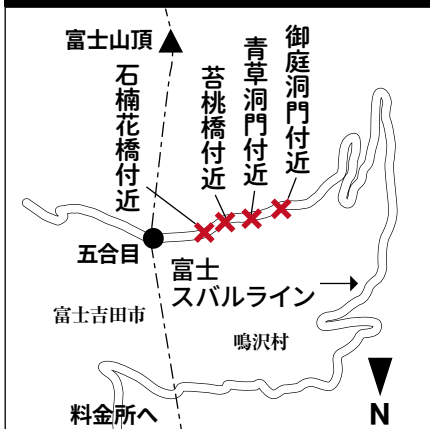 富士山頂
御庭洞門付近
青草洞門付近
苔桃橋付近
石楠花橋付近
五合目
富士
スバルライン
富士吉田市
鳴沢村
料金所へ
N